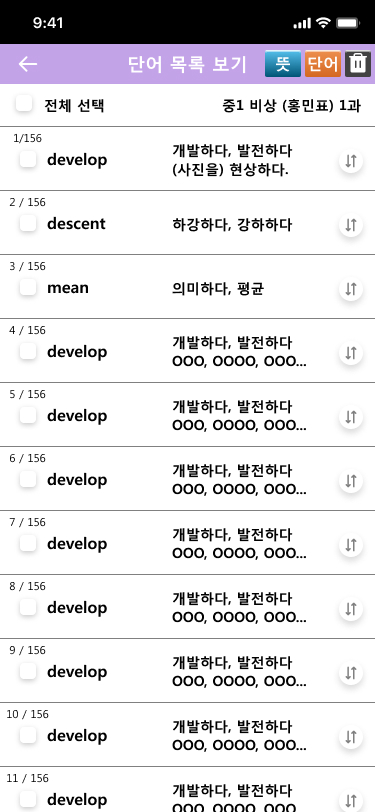 9:41
단어 목록 보기 뜻 단어
전체 선택 중1 비상 (홍민표) 1과
1/156
develop 개발하다, 발전하다
(사진을) 현상하다.
2 / 156
descent 하강하다, 강하하다
3 / 156
mean 의미하다, 평균
4 / 156
develop 개발하다, 발전하다
OOO, OOOO, OOO...
5 / 156
develop 개발하다, 발전하다
OOO, OOOO, OOO...
6 / 156
develop 개발하다, 발전하다
OOO, OOOO, OOO...
7 / 156
develop 개발하다, 발전하다
OOO, OOOO, OOO...
8 / 156
develop 개발하다, 발전하다
OOO, OOOO, OOO...
9 / 156
develop 개발하다, 발전하다
OOO, OOOO, OOO...
10 / 156
develop 개발하다, 발전하다
OOO, OOOO, OOO...
11 / 156
develop 개발하다, 발전하다
OOO, OOOO, OOO...